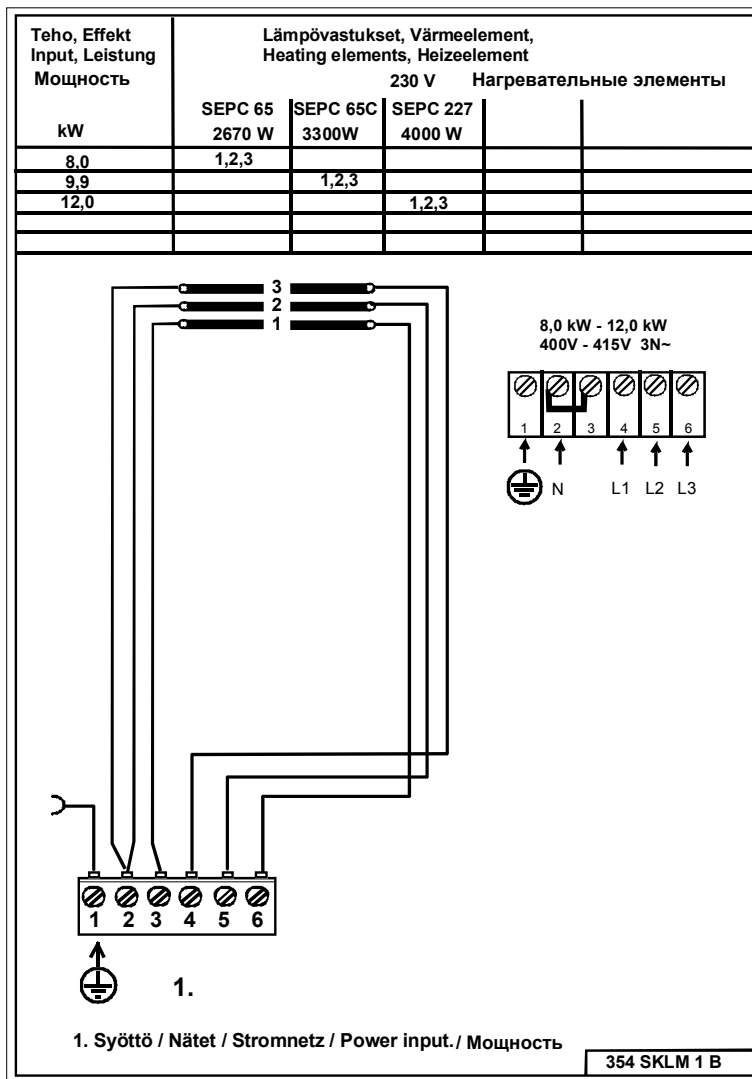 Teho, Effekt
Input, Leistung
Мощность
kW
Lämpövastukset, Värmeelement,
Heating elements, Heizeelement
230 V Нагревательные элементы
SEPC 65 SEPC 65C SEPC 227
2670 W 3300W 4000 W
8,0 1,2,3
9,9 1,2,3
12,0 1,2,3
3
2
1
8,0 kW - 12,0 kW
400V - 415V 3N~
1 2 3 4 5 6
N L1 L2 L3
1 2 3 4 5 6
1.
1. Syöttö / Nätet / Stromnetz / Power input./ Мощность
354 SKLM 1 B